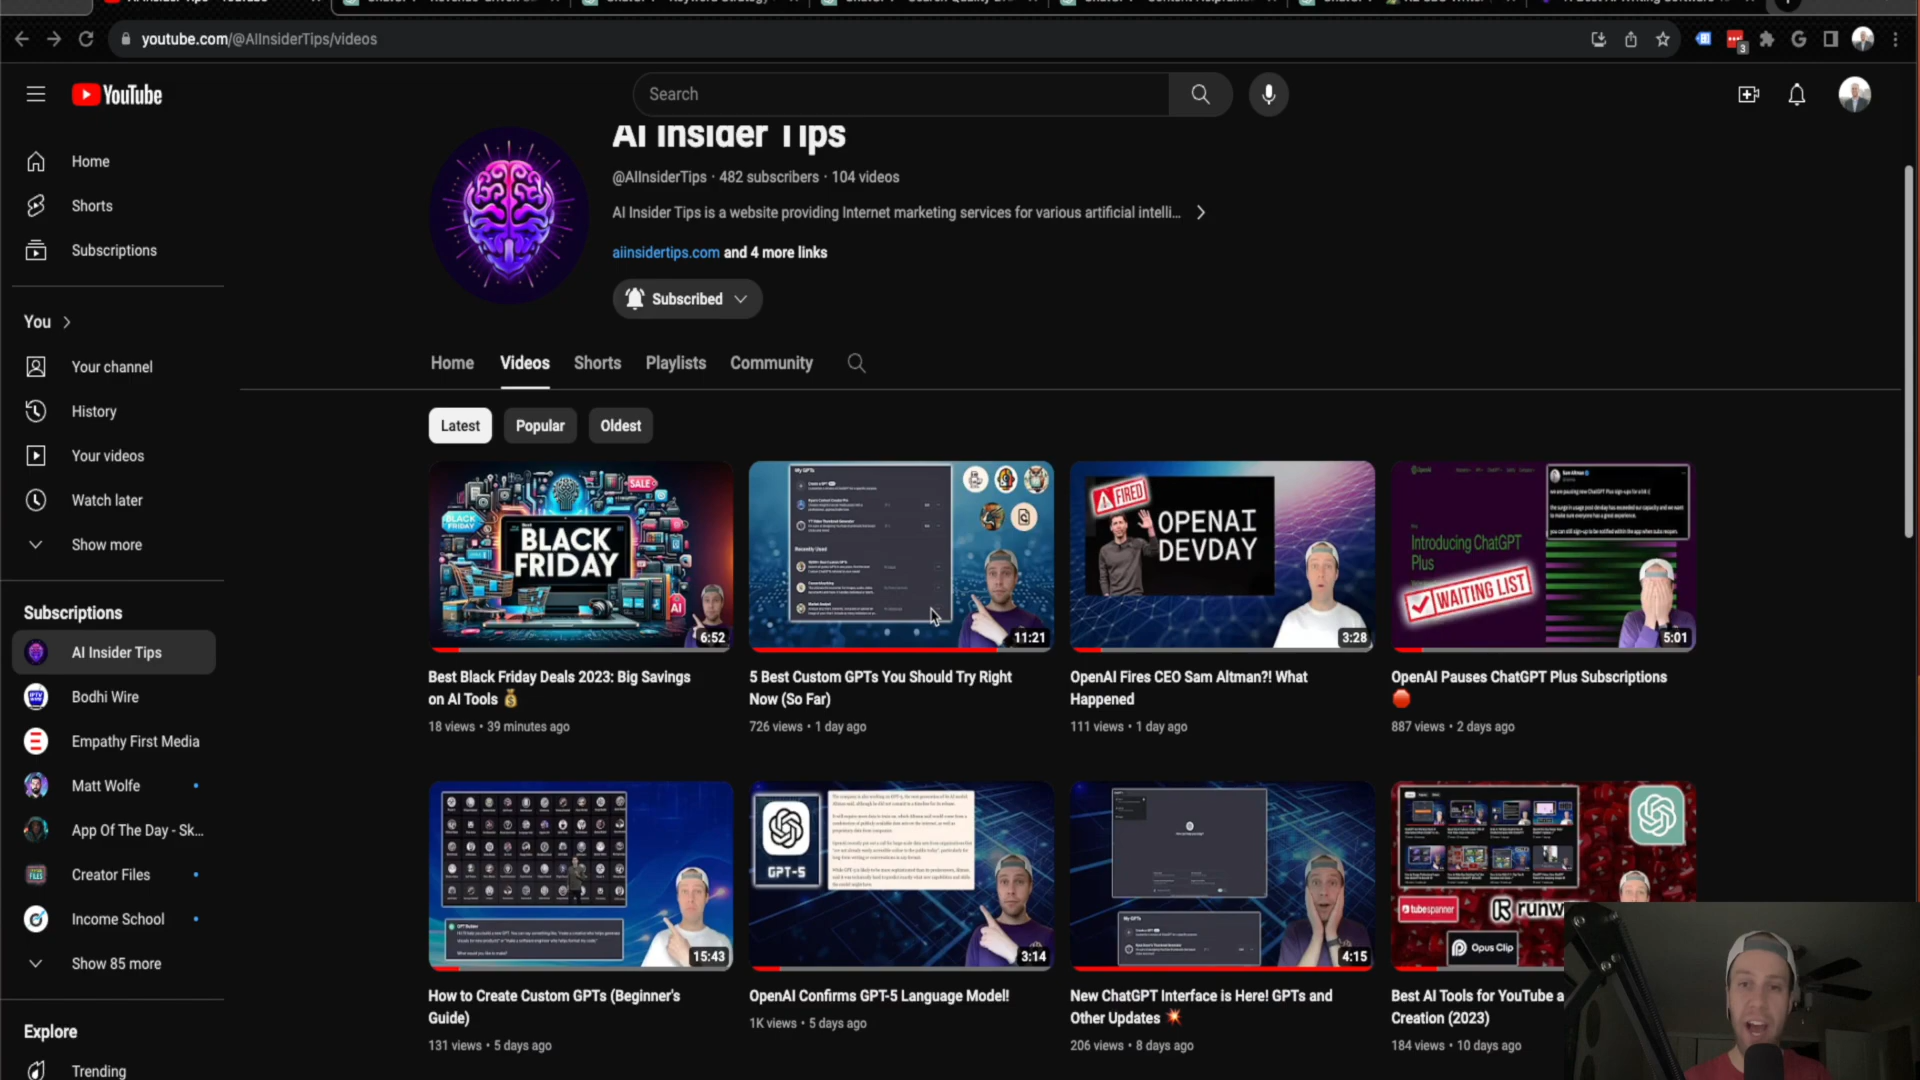 youtube.com/@AIInsiderTips/videos
3
YouTube
Search
Home
Shorts
Subscriptions
You
Your channel
History
Your videos
Watch later
Show more
Subscriptions
AI Insider Tips
Bodhi Wire
Empathy First Media
Matt Wolfe
App Of The Day - Sk...
Creator Files
Income School
Show 85 more
Explore
Trending
AI Insider Tips
@AIInsiderTips · 482 subscribers · 104 videos
AI Insider Tips is a website providing Internet marketing services for various artificial intelli...
aiinsidertips.com and 4 more links
Subscribed
Home Videos Shorts Playlists Community
Latest Popular Oldest
BLACK FRIDAY
SALE
BLACK FRIDAY
AI
6:52
My GPTs
Recently Used
11:21
FIRED
OPENAI
DEVDAY
3:28
Introducing ChatGPT
Plus
WAITING LIST
5:01
Best Black Friday Deals 2023: Big Savings
on AI Tools 💰
18 views · 39 minutes ago
5 Best Custom GPTs You Should Try Right
Now (So Far)
726 views · 1 day ago
OpenAI Fires CEO Sam Altman?! What
Happened
111 views · 1 day ago
OpenAI Pauses ChatGPT Plus Subscriptions
🛑
887 views · 2 days ago
15:43
GPT-5
3:14
My GPTs
4:15
tubespanner
runw
Opus Clip
How to Create Custom GPTs (Beginner's
Guide)
131 views · 5 days ago
OpenAI Confirms GPT-5 Language Model!
1K views · 5 days ago
New ChatGPT Interface is Here! GPTs and
Other Updates 💥
206 views · 8 days ago
Best AI Tools for YouTube a
Creation (2023)
184 views · 10 days ago